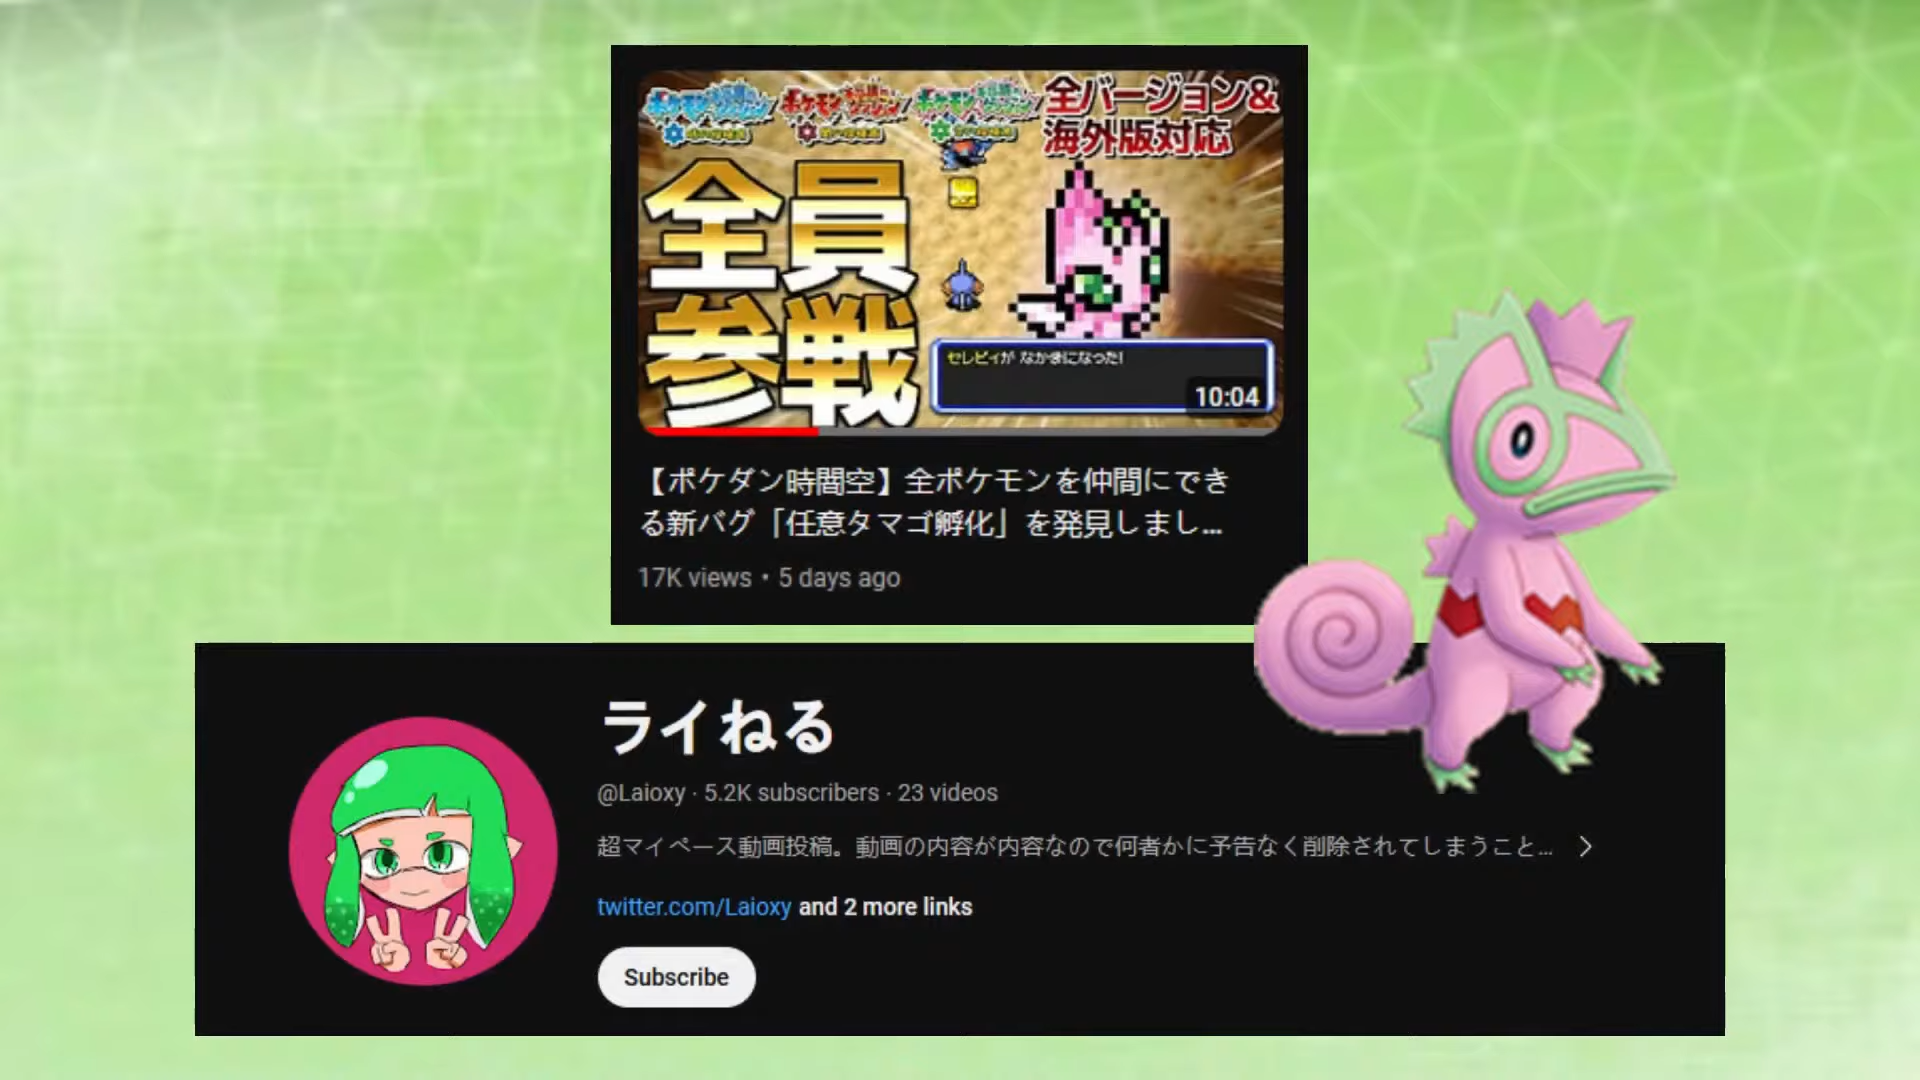 全バージョン&
海外版対応
全員
参戦
セレビィが なかまになった!
10:04
【ポケダン時闇空】全ポケモンを仲間にでき
る新バグ「任意タマゴ孵化」を発見しまし...
17K views・5 days ago
ライねる
@Laioxy · 5.2K subscribers · 23 videos
超マイペース動画投稿。動画の内容が内容なので何者かに予告なく削除されてしまうこと...
twitter.com/Laioxy and 2 more links
Subscribe